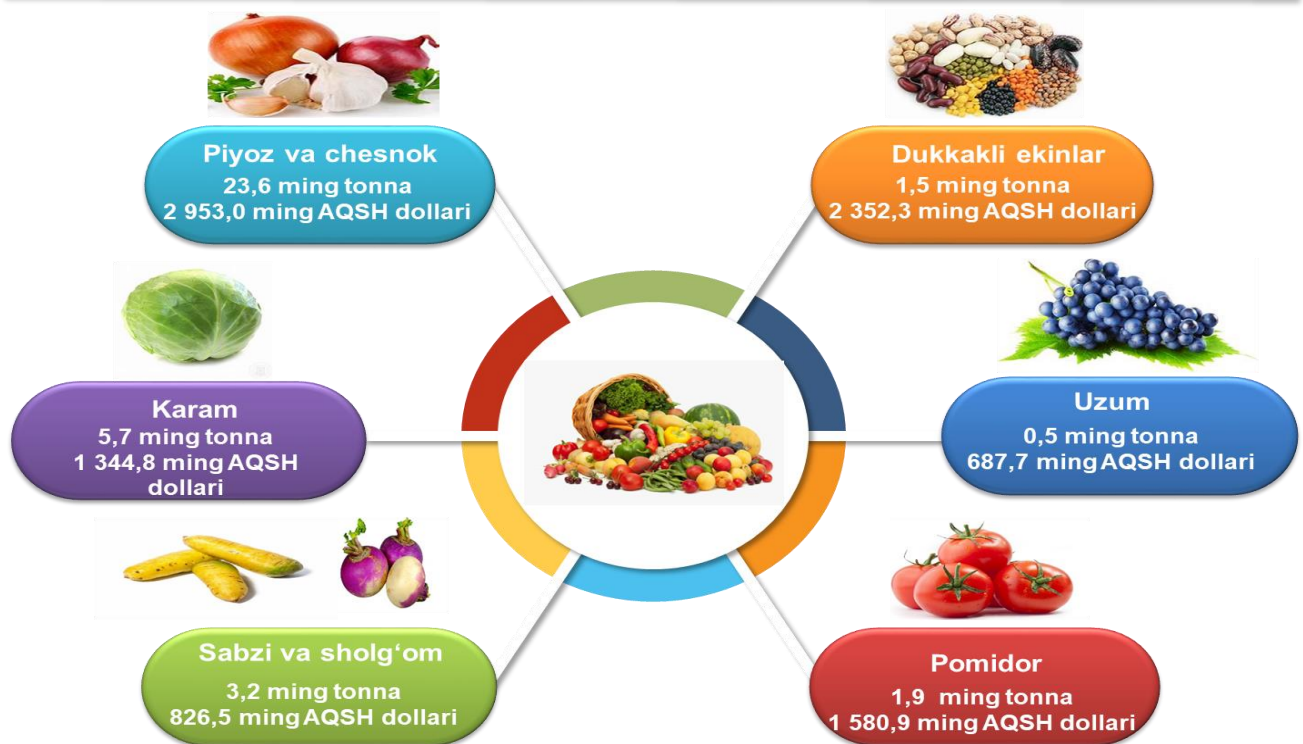 Piyoz va chesnok
23,6 ming tonna
2 953,0 ming AQSH dollari
Dukkakli ekinlar
1,5 ming tonna
2 352,3 ming AQSH dollari
Karam
5,7 ming tonna
1 344,8 ming AQSH
dollari
Uzum
0,5 ming tonna
687,7 ming AQSH dollari
Sabzi va sholg‘om
3,2 ming tonna
826,5 ming AQSH dollari
Pomidor
1,9 ming tonna
1 580,9 ming AQSH dollari